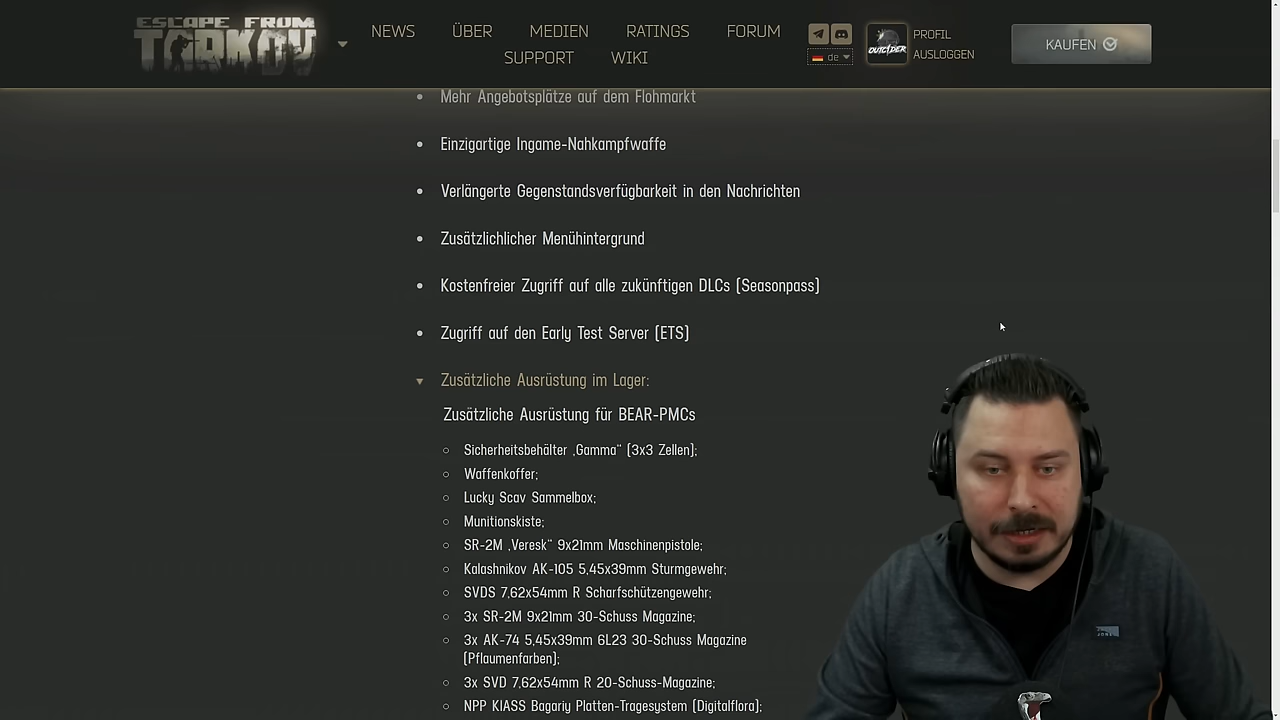 ESCAPE FROM
TARKOV
NEWS ÜBER MEDIEN RATINGS FORUM
SUPPORT WIKI
de
OUTCIDER
PROFIL
AUSLOGGEN
KAUFEN
Mehr Angebotsplätze auf dem Flohmarkt
Einzigartige Ingame-Nahkampfwaffe
Verlängerte Gegenstandsverfügbarkeit in den Nachrichten
Zusätzlichlicher Menühintergrund
Kostenfreier Zugriff auf alle zukünftigen DLCs (Seasonpass)
Zugriff auf den Early Test Server (ETS)
Zusätzliche Ausrüstung im Lager:
Zusätzliche Ausrüstung für BEAR-PMCs
Sicherheitsbehälter „Gamma“ (3x3 Zellen);
Waffenkoffer;
Lucky Scav Sammelbox;
Munitionskiste;
SR-2M „Veresk“ 9x21mm Maschinenpistole;
Kalashnikov AK-105 5,45x39mm Sturmgewehr;
SVDS 7,62x54mm R Scharfschützengewehr;
3x SR-2M 9x21mm 30-Schuss Magazine;
3x AK-74 5,45x39mm 6L23 30-Schuss Magazine
(Pflaumenfarben);
3x SVD 7,62x54mm R 20-Schuss-Magazine;
NPP KlASS Bagariy Platten-Tragesystem (Digitalflora);